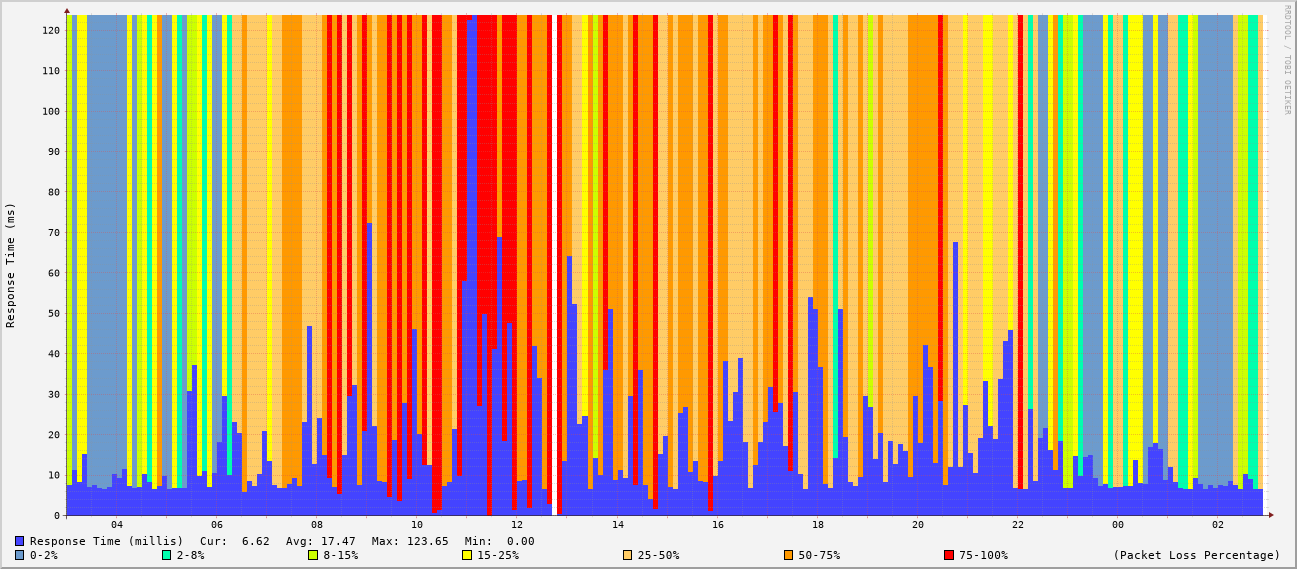 RRDTOOL / TOBI OETIKER
Response Time (ms)
120
110
100
90
80
70
60
50
40
30
20
10
0
04 06 08 10 12 14 16 18 20 22 00 02
Response Time (millis) Cur: 6.62 Avg: 17.47 Max: 123.65 Min: 0.00
0-2% 2-8% 8-15% 15-25% 25-50% 50-75% 75-100% (Packet Loss Percentage)